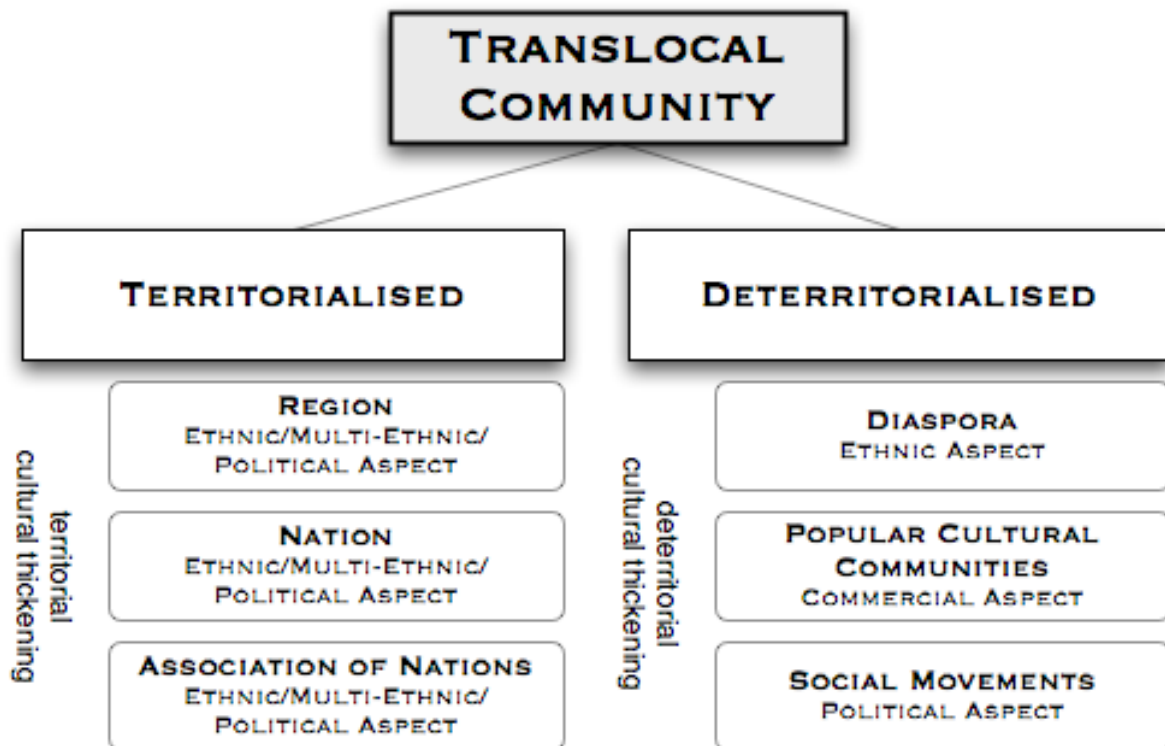 TRANSLOCAL
COMMUNITY
TERRITORIALISED
REGION
ETHNIC/MULTI-ETHNIC/
POLITICAL ASPECT
NATION
ETHNIC/MULTI-ETHNIC/
POLITICAL ASPECT
ASSOCIATION OF NATIONS
ETHNIC/MULTI-ETHNIC/
POLITICAL ASPECT
territorial
cultural thickening
DETERRITORIALISED
DIASPORA
ETHNIC ASPECT
POPULAR CULTURAL
COMMUNITIES
COMMERCIAL ASPECT
SOCIAL MOVEMENTS
POLITICAL ASPECT
deterritorial
cultural thickening